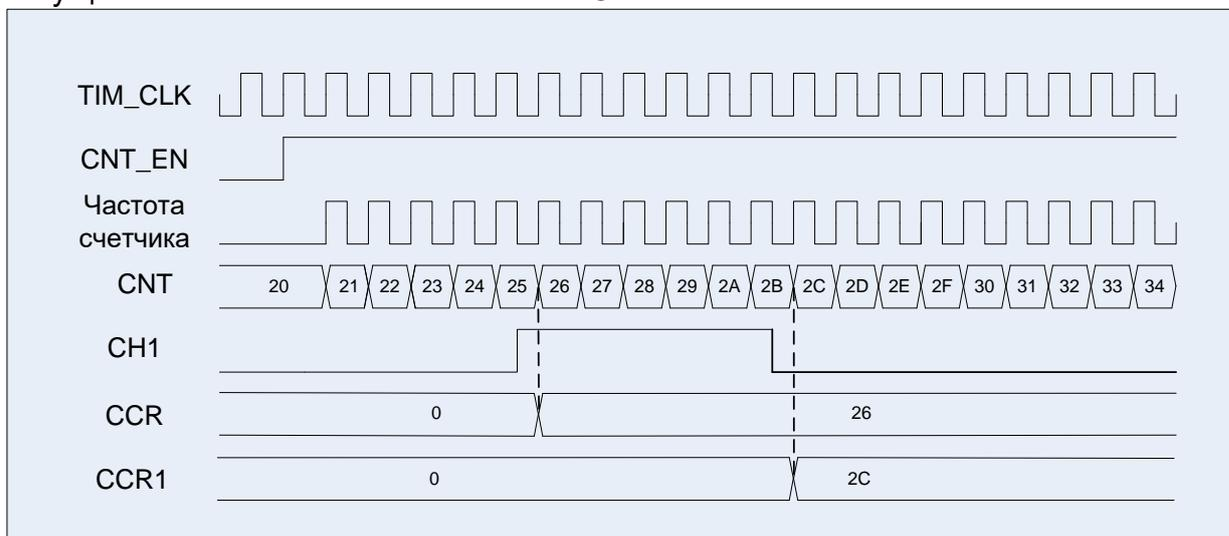 TIM_CLK
CNT_EN
Частота
счетчика
CNT 20 21 22 23 24 25 26 27 28 29 2A 2B 2C 2D 2E 2F 30 31 32 33 34
CH1
CCR 0 26
CCR1 0 2C